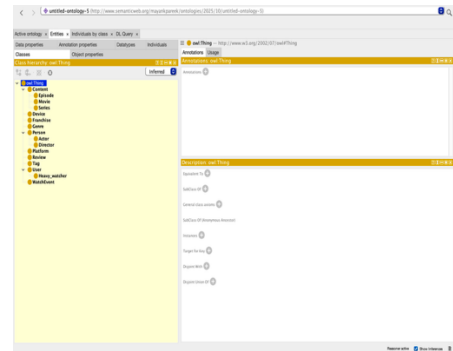 untitled-ontology-5 (http://www.semanticweb.org/mayankpareek/ontologies/2025/10/untitled-ontology-5)
Active ontology × Entities × Individuals by class × DL Query ×
Data properties Annotation properties Datatypes Individuals
Classes Object properties
Class hierarchy: owl:Thing
Inferred
owl:Thing
Content
Episode
Movie
Series
Device
Franchise
Genre
Person
Actor
Director
Platform
Review
Tag
User
Heavy_watcher
WatchEvent
owl:Thing — http://www.w3.org/2002/07/owl#Thing
Annotations Usage
Annotations: owl:Thing
Annotations
Description: owl:Thing
Equivalent To
SubClass Of
General class axioms
SubClass Of (Anonymous Ancestor)
Instances
Target for Key
Disjoint With
Disjoint Union Of
Reasoner active Show Inferences